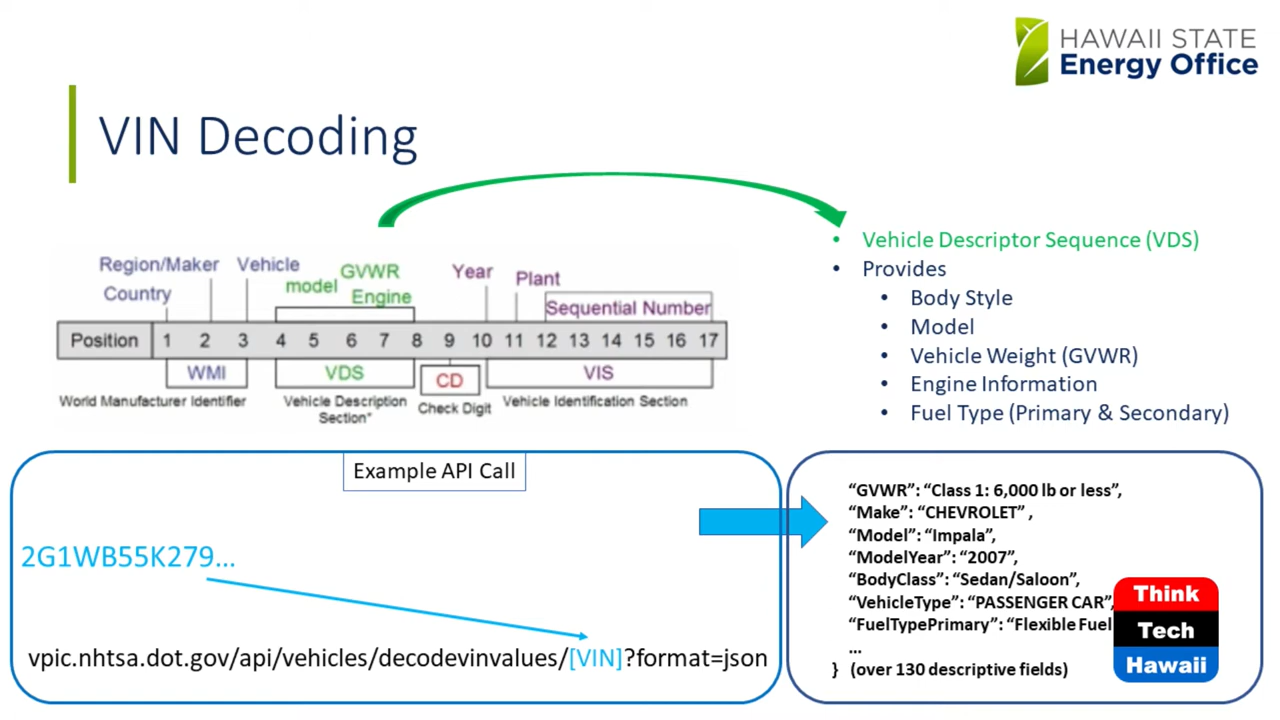 HAWAII STATE
Energy Office
VIN Decoding
Region/Maker
Vehicle
Country
model
GVWR
Engine
Year
Plant
Sequential Number
Position 1 2 3 4 5 6 7 8 9 10 11 12 13 14 15 16 17
WMI
VDS
CD
VIS
World Manufacturer Identifier
Vehicle Description
Section*
Check Digit
Vehicle Identification Section
• Vehicle Descriptor Sequence (VDS)
• Provides
• Body Style
• Model
• Vehicle Weight (GVWR)
• Engine Information
• Fuel Type (Primary & Secondary)
Example API Call
2G1WB55K279...
vpic.nhtsa.dot.gov/api/vehicles/decodevinvalues/[VIN]?format=json
“GVWR”: “Class 1: 6,000 lb or less”,
“Make”: “CHEVROLET” ,
“Model”: “Impala”,
“ModelYear”: “2007”,
“BodyClass”: “Sedan/Saloon”,
“VehicleType”: “PASSENGER CAR”,
“FuelTypePrimary”: “Flexible Fuel
...
} (over 130 descriptive fields)
Think
Tech
Hawaii